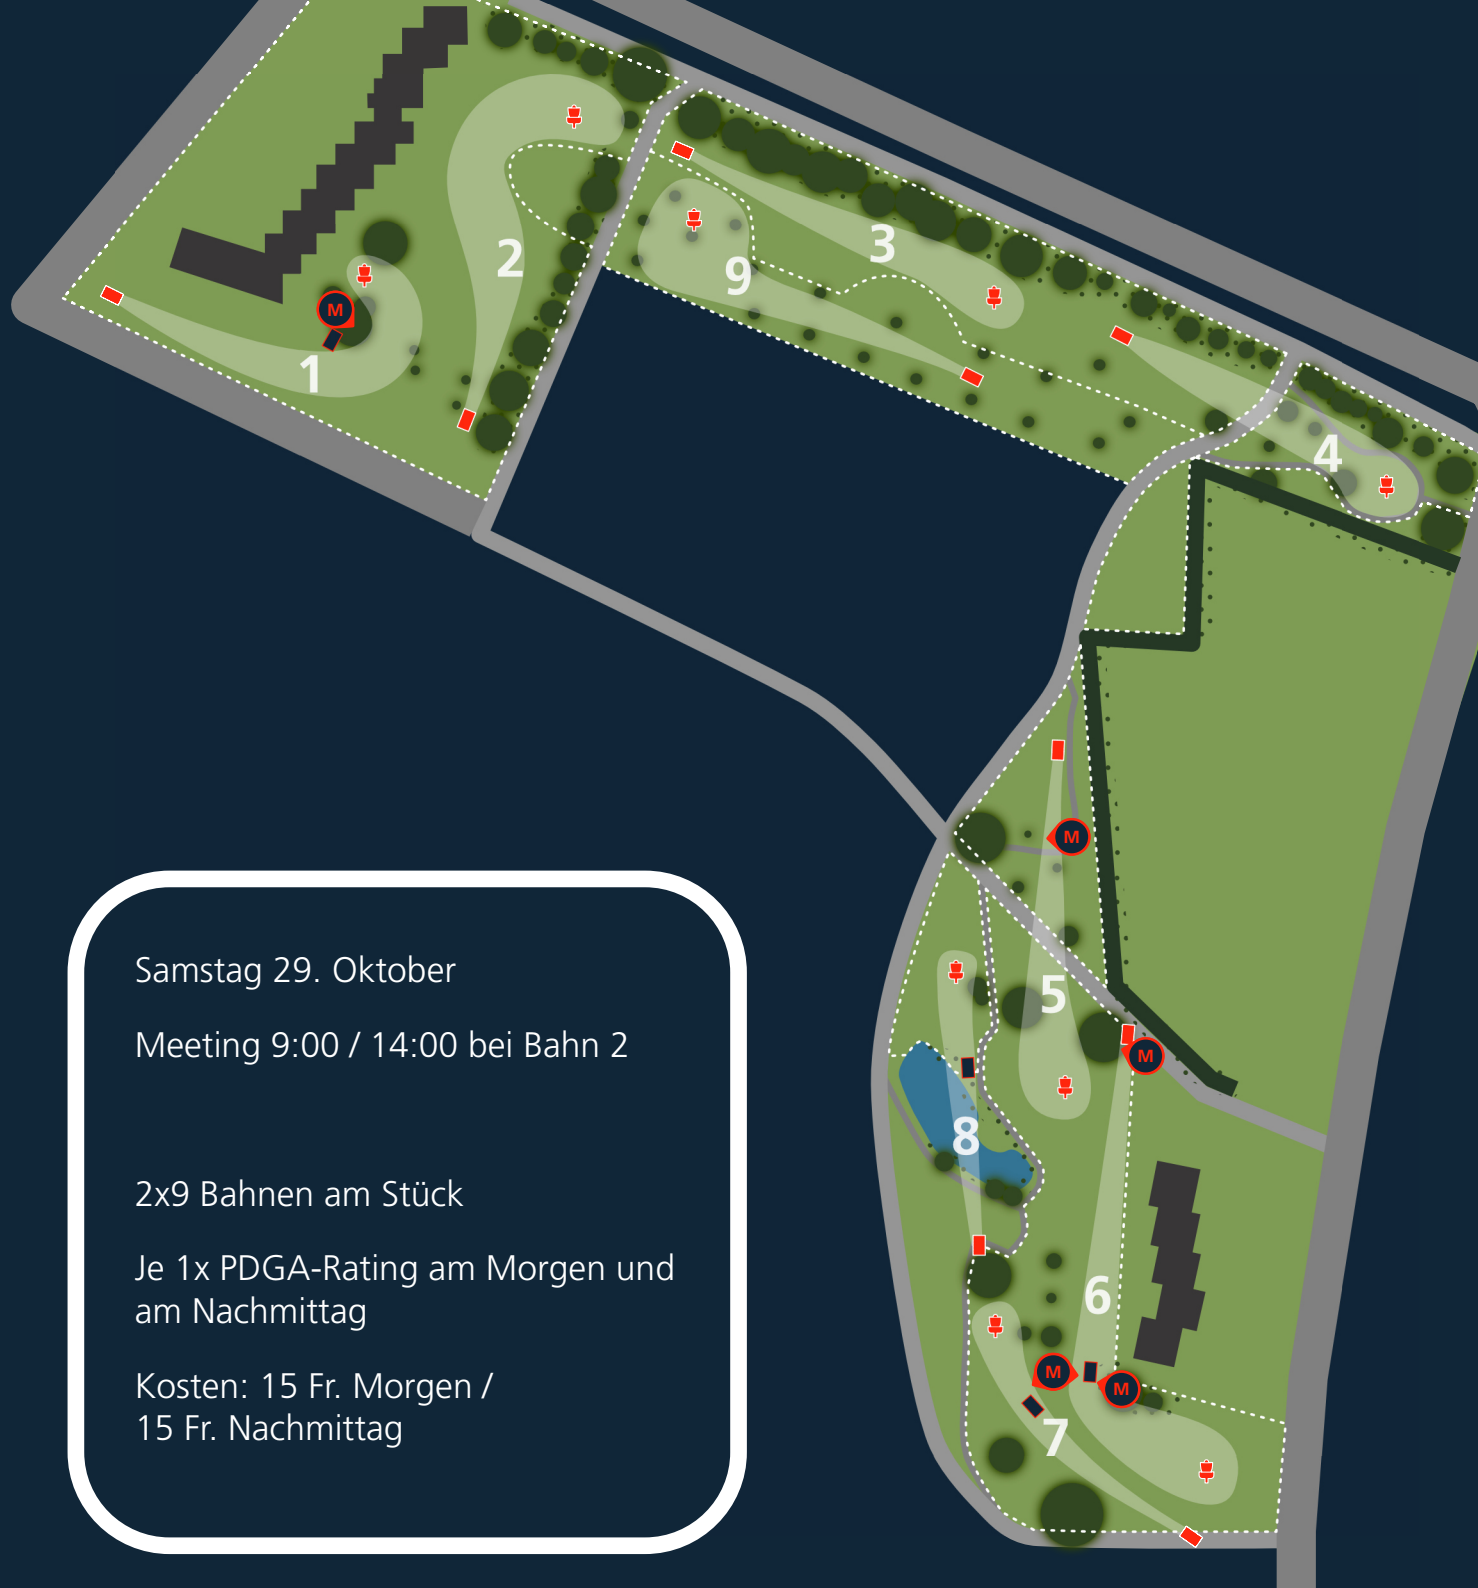 M
1
2
3
9
4
M
5
M
8
6
M
M
7
Samstag 29. Oktober
Meeting 9:00 / 14:00 bei Bahn 2
2x9 Bahnen am Stück
Je 1x PDGA-Rating am Morgen und
am Nachmittag
Kosten: 15 Fr. Morgen /
15 Fr. Nachmittag